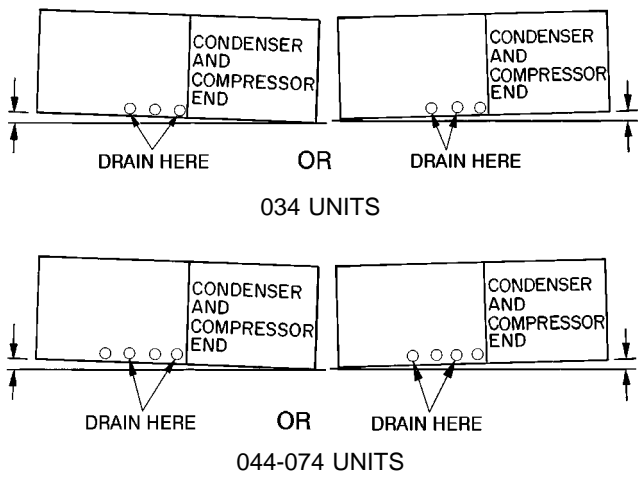 CONDENSER
AND
COMPRESSOR
END
CONDENSER
AND
COMPRESSOR
END
DRAIN HERE
OR
DRAIN HERE
034 UNITS
CONDENSER
AND
COMPRESSOR
END
CONDENSER
AND
COMPRESSOR
END
DRAIN HERE
OR
DRAIN HERE
044-074 UNITS